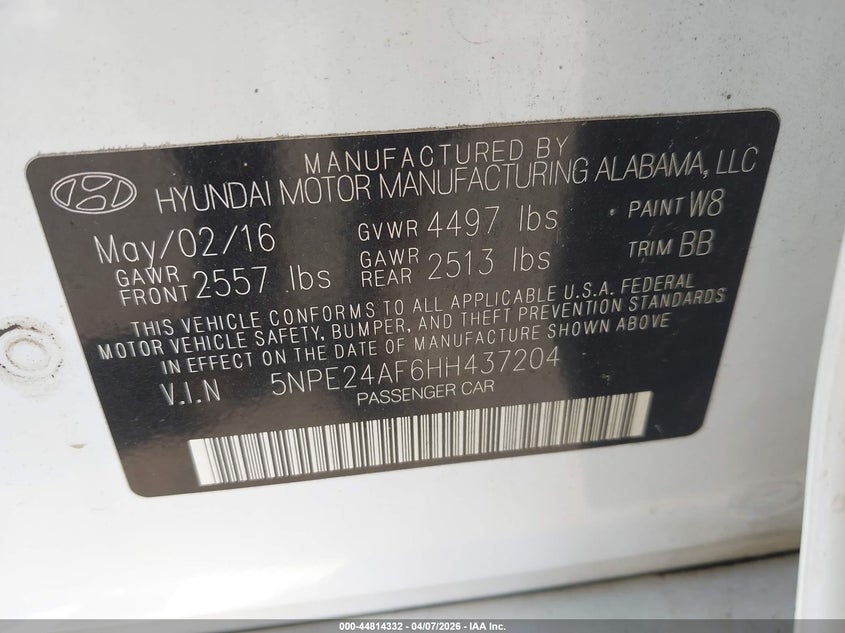 MANUFACTURED BY
HYUNDAI MOTOR MANUFACTURING ALABAMA, LLC
May/02/16 GVWR 4497 lbs PAINT W8
GAWR FRONT 2557 lbs GAWR REAR 2513 lbs TRIM BB
THIS VEHICLE CONFORMS TO ALL APPLICABLE U.S.A. FEDERAL
MOTOR VEHICLE SAFETY, BUMPER, AND THEFT PREVENTION STANDARDS
IN EFFECT ON THE DATE OF MANUFACTURE SHOWN ABOVE
V.I.N 5NPE24AF6HH437204
PASSENGER CAR
000-44814332 - 04/07/2026 - IAA Inc.